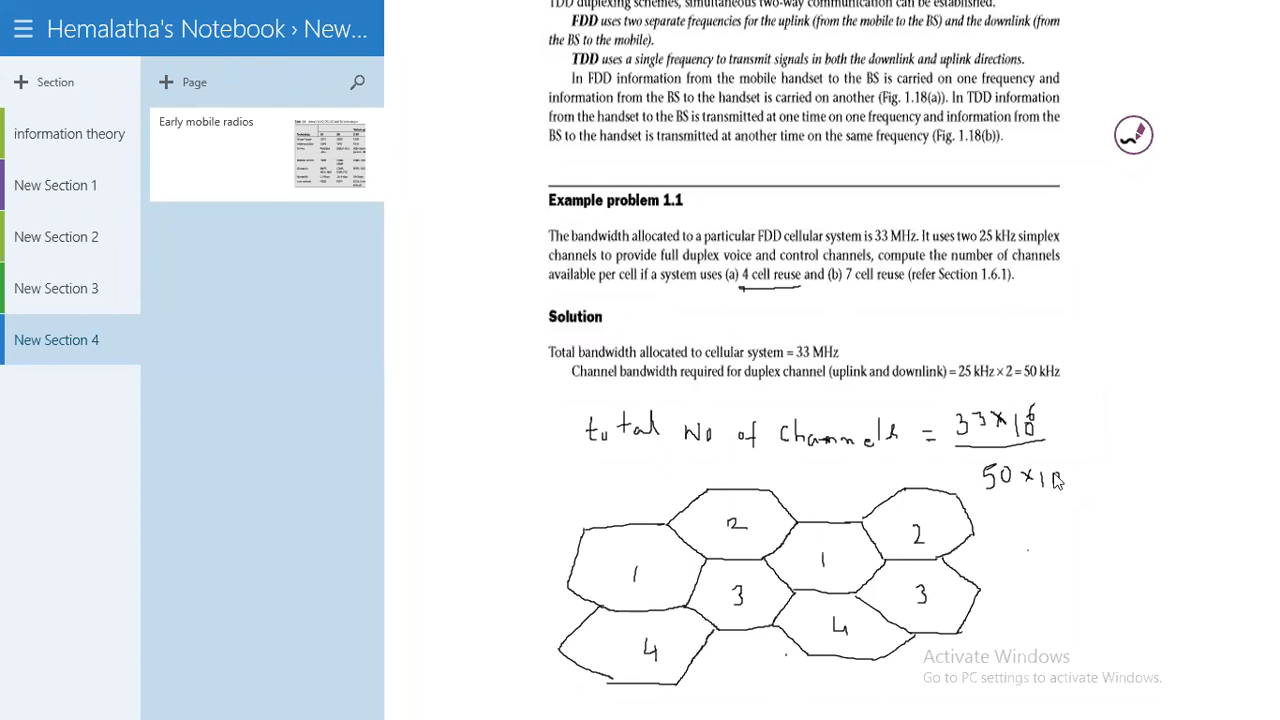 Hemalatha's Notebook › New...
Section
Page
information theory
New Section 1
New Section 2
New Section 3
New Section 4
Early mobile radios
TDD duplexing schemes, simultaneous two-way communication can be established.
FDD uses two separate frequencies for the uplink (from the mobile to the BS) and the downlink (from
the BS to the mobile).
TDD uses a single frequency to transmit signals in both the downlink and uplink directions.
In FDD information from the mobile handset to the BS is carried on one frequency and
information from the BS to the handset is carried on another (Fig. 1.18(a)). In TDD information
from the handset to the BS is transmitted at one time on one frequency and information from the
BS to the handset is transmitted at another time on the same frequency (Fig. 1.18(b)).
Example problem 1.1
The bandwidth allocated to a particular FDD cellular system is 33 MHz. It uses two 25 kHz simplex
channels to provide full duplex voice and control channels, compute the number of channels
available per cell if a system uses (a) 4 cell reuse and (b) 7 cell reuse (refer Section 1.6.1).
Solution
Total bandwidth allocated to cellular system = 33 MHz
Channel bandwidth required for duplex channel (uplink and downlink) = 25 kHz × 2 = 50 kHz
total No of channels = 33×10⁶
50×10
2 2
1 1
3 3
4 4
Activate Windows
Go to PC settings to activate Windows.